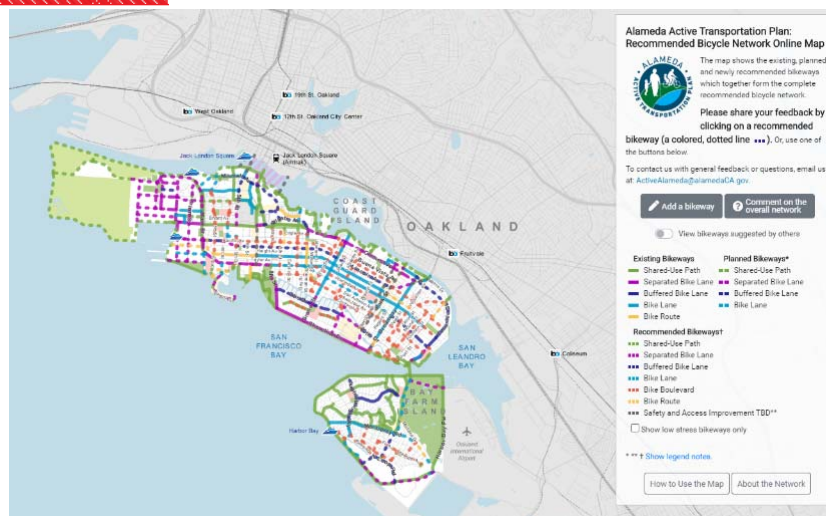 Alameda Active Transportation Plan:
Recommended Bicycle Network Online Map
ALAMEDA
ACTIVE TRANSPORTATION PLAN
The map shows the existing, planned
and newly recommended bikeways
which together form the complete
recommended bicycle network.
Please share your feedback by
clicking on a recommended
bikeway (a colored, dotted line ▪▪▪). Or, use one of
the buttons below.
To contact us with general feedback or questions, email us
at: ActiveAlameda@alamedaCA.gov.
Add a bikeway
Comment on the
overall network
View bikeways suggested by others
Existing Bikeways
Shared-Use Path
Separated Bike Lane
Buffered Bike Lane
Bike Lane
Bike Route
Planned Bikeways*
Shared-Use Path
Separated Bike Lane
Buffered Bike Lane
Bike Lane
Recommended Bikeways†
Shared-Use Path
Separated Bike Lane
Buffered Bike Lane
Bike Lane
Bike Boulevard
Bike Route
Safety and Access Improvement TBD**
Show low stress bikeways only
* ** † Show legend notes.
How to Use the Map
About the Network
19th St. Oakland
West Oakland
12th St. Oakland City Center
Jack London Square
Jack London Square
(Amtrak)
COAST
GUARD
ISLAND
OAKLAND
Fruitvale
SAN
FRANCISCO
BAY
SAN
LEANDRO
BAY
Coliseum
BAY
FARM
ISLAND
Harbor Bay
Oakland
International
Airport